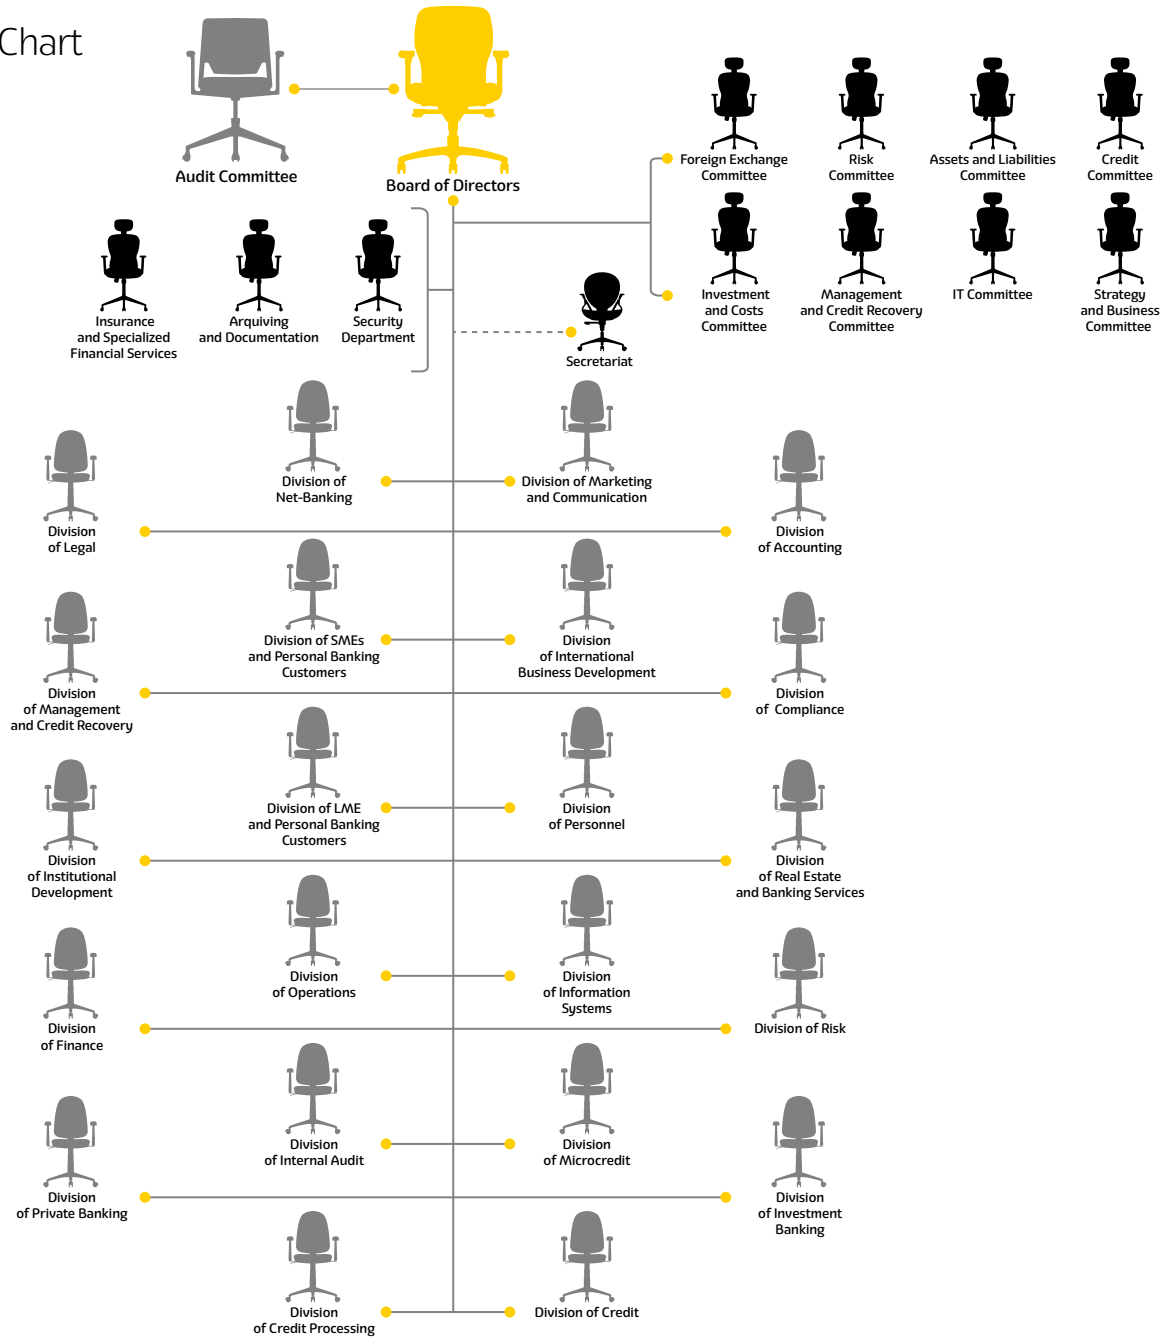 Chart
Audit Committee
Board of Directors
Foreign Exchange
Committee
Risk
Committee
Assets and Liabilities
Committee
Credit
Committee
Investment
and Costs
Committee
Management
and Credit Recovery
Committee
IT Committee
Strategy
and Business
Committee
Insurance
and Specialized
Financial Services
Arquiving
and Documentation
Security
Department
Secretariat
Division of
Net-Banking
Division of Marketing
and Communication
Division
of Legal
Division
of Accounting
Division of SMEs
and Personal Banking
Customers
Division
of International
Business Development
Division
of Management
and Credit Recovery
Division
of Compliance
Division of LME
and Personal Banking
Customers
Division
of Personnel
Division
of Institutional
Development
Division
of Real Estate
and Banking Services
Division
of Operations
Division
of Information
Systems
Division
of Finance
Division of Risk
Division
of Internal Audit
Division
of Microcredit
Division
of Private Banking
Division
of Investment
Banking
Division
of Credit Processing
Division of Credit